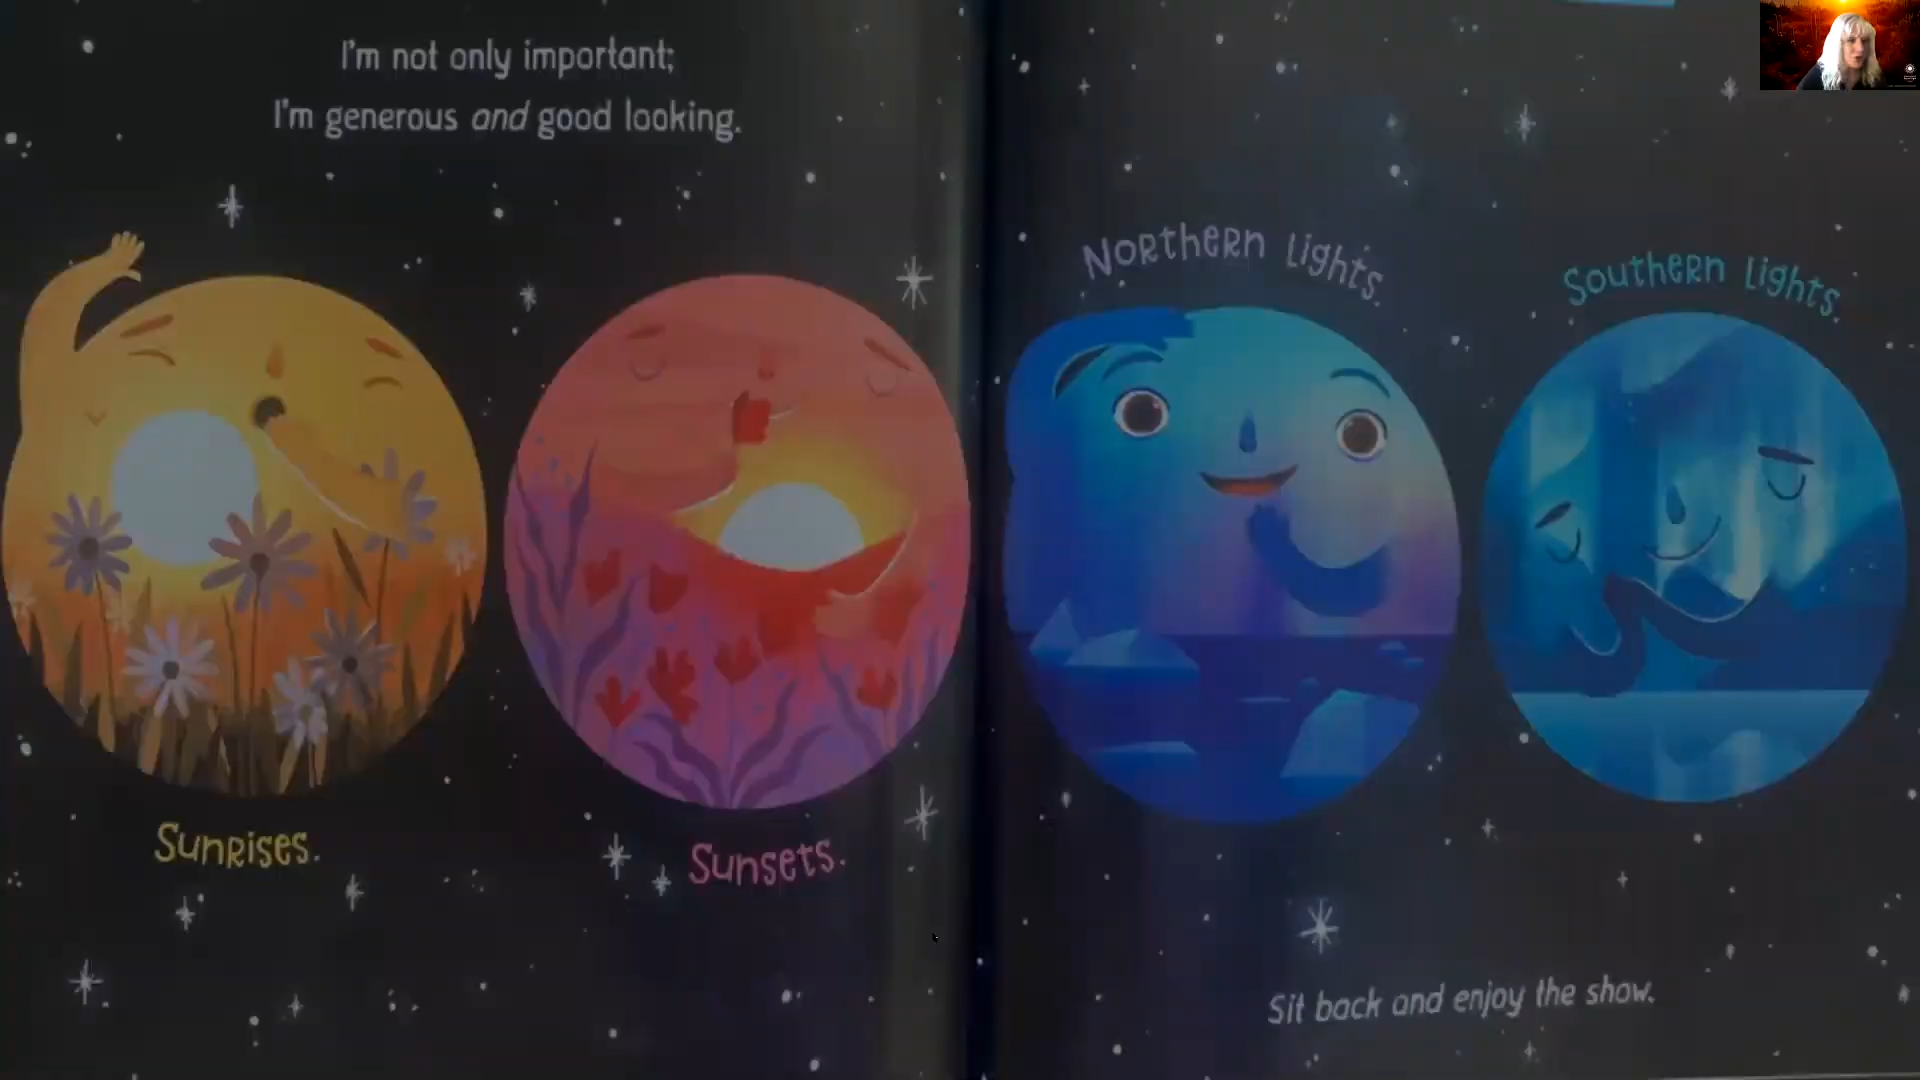 I'm not only important;
I'm generous and good looking.
Sunrises.
Sunsets.
Northern Lights.
Southern Lights.
Sit back and enjoy the show.